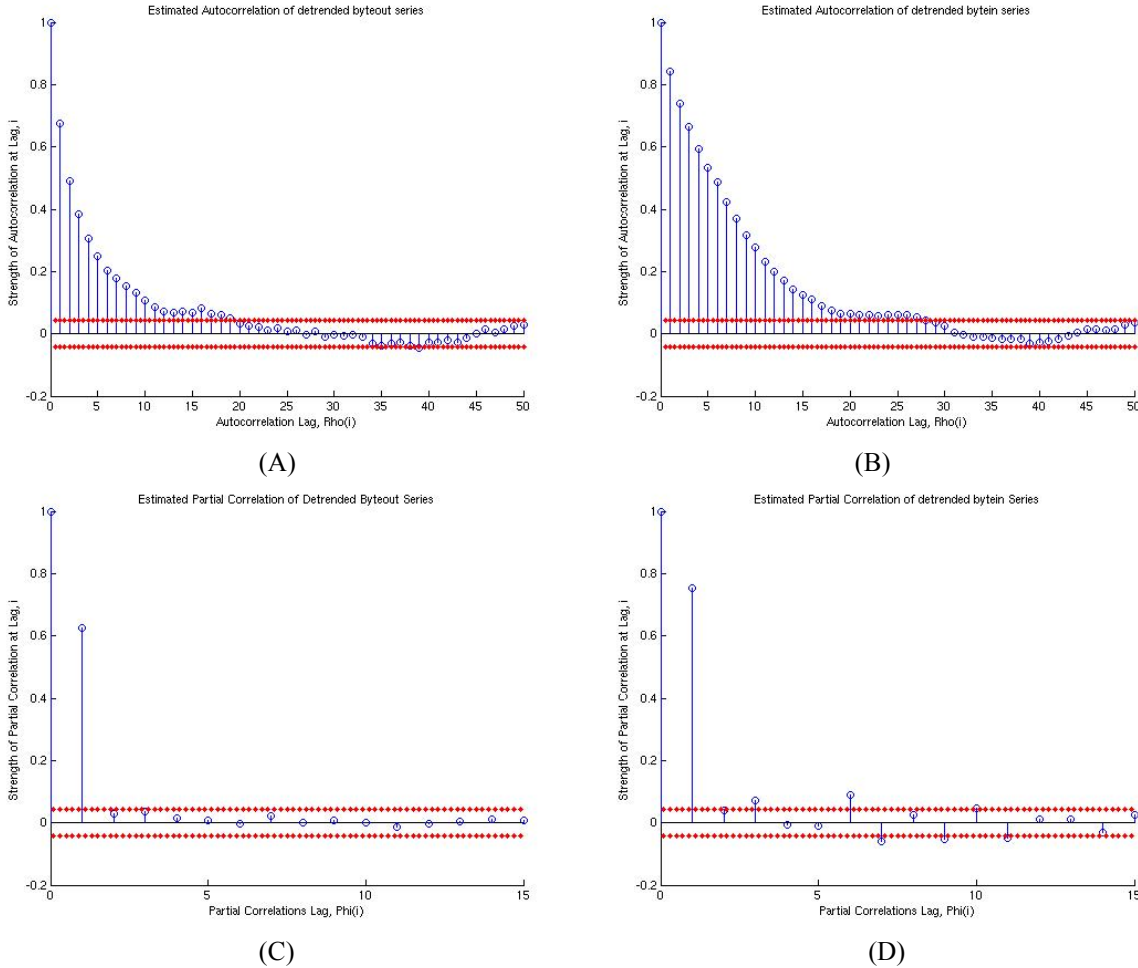 Estimated Autocorrelation of detrended byteout series
1
0.8
0.6
0.4
0.2
0
-0.2
Strength of Autocorrelation at Lag, i
0 5 10 15 20 25 30 35 40 45 50
Autocorrelation Lag, Rho(i)
(A)
Estimated Autocorrelation of detrended bytein series
1
0.8
0.6
0.4
0.2
0
-0.2
Strength of Autocorrelation at Lag, i
0 5 10 15 20 25 30 35 40 45 50
Autocorrelation Lag, Rho(i)
(B)
Estimated Partial Correlation of Detrended Byteout Series
1
0.8
0.6
0.4
0.2
0
-0.2
Strength of Partial Correlation at Lag, i
0 5 10 15
Partial Correlations Lag, Phi(i)
(C)
Estimated Partial Correlation of detrended bytein Series
1
0.8
0.6
0.4
0.2
0
-0.2
Strength of Partial Correlation at Lag, i
0 5 10 15
Partial Correlations Lag, Phi(i)
(D)